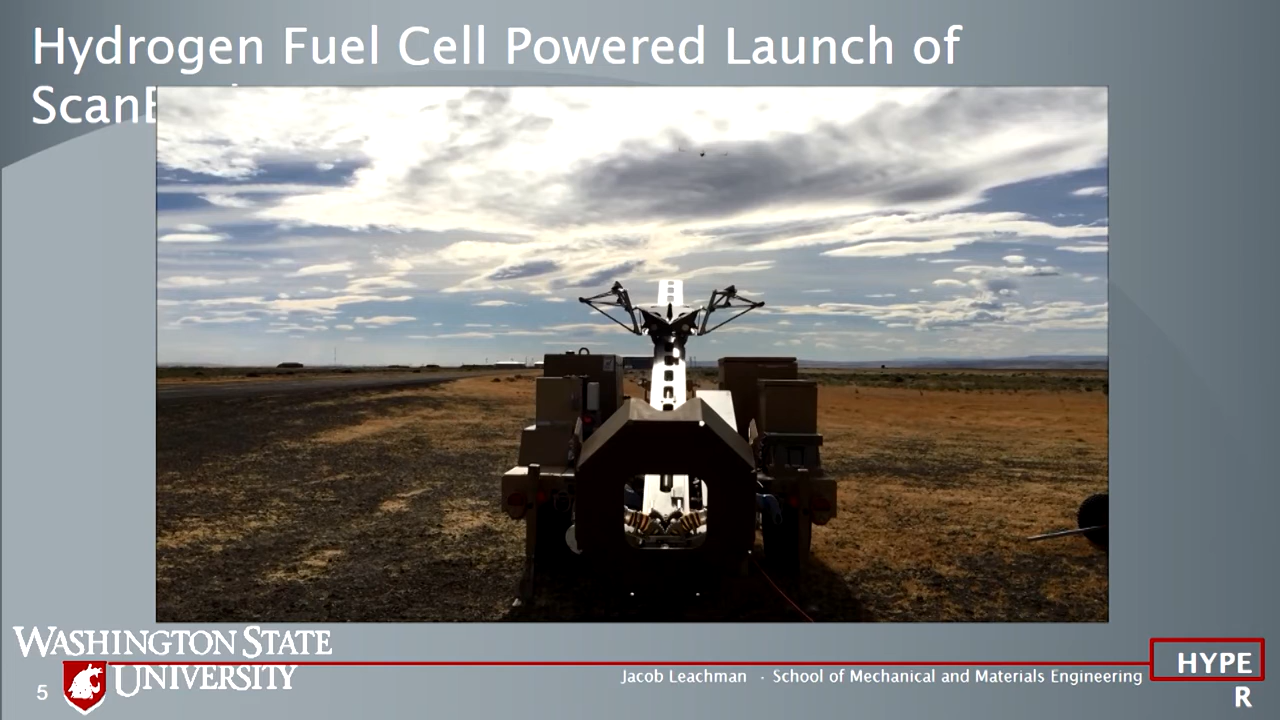 Hydrogen Fuel Cell Powered Launch of
WASHINGTON STATE
UNIVERSITY
5
Jacob Leachman · School of Mechanical and Materials Engineering
HYPE
R